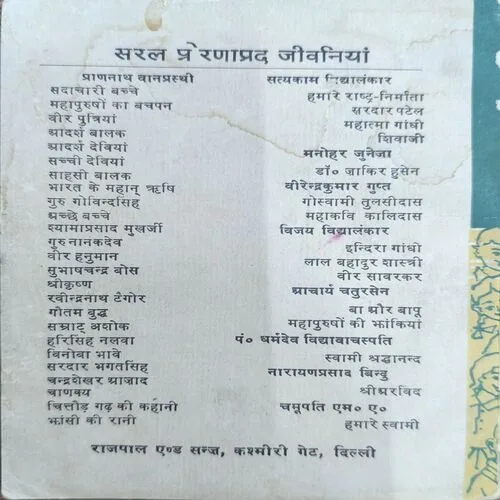 सरल प्रेरणाप्रद जीवनियां
प्राणनाथ वानप्रस्थी
सदाचारी बच्चे
महापुरुषों का बचपन
वीर पुत्रियां
आदर्श बालक
आदर्श देवियां
सच्ची देवियां
साहसी बालक
भारत के महान् ऋषि
गुरु गोविन्दसिंह
अच्छे बच्चे
श्यामाप्रसाद मुखर्जी
गुरु नानकदेव
वीर हनुमान
सुभाषचन्द्र बोस
श्रीकृष्ण
रवीन्द्रनाथ टैगोर
गौतम बुद्ध
सम्राट् अशोक
हरिसिंह नलवा
विनोबा भावे
सरदार भगतसिंह
चन्द्रशेखर आज़ाद
चाणक्य
चित्तौड़ गढ़ की कहानी
झांसी की रानी
सत्यकाम विद्यालंकार
हमारे राष्ट्र-निर्माता
सरदार पटेल
महात्मा गांधी
शिवाजी
मनोहर जुनेजा
डॉ० ज़ाकिर हुसेन
वीरेन्द्रकुमार गुप्त
गोस्वामी तुलसीदास
महाकवि कालिदास
विजय विद्यालंकार
इन्दिरा गांधी
लाल बहादुर शास्त्री
वीर सावरकर
आचार्य चतुरसेन
बा और बापू
महापुरुषों की झांकियां
पं० धर्मदेव विद्यावाचस्पति
स्वामी श्रद्धानन्द
नारायणप्रसाद बिन्दु
श्रीअरबिंद
चमूपति एम० ए०
हमारे स्वामी
राजपाल एण्ड सन्ज़, कश्मीरी गेट, दिल्ली